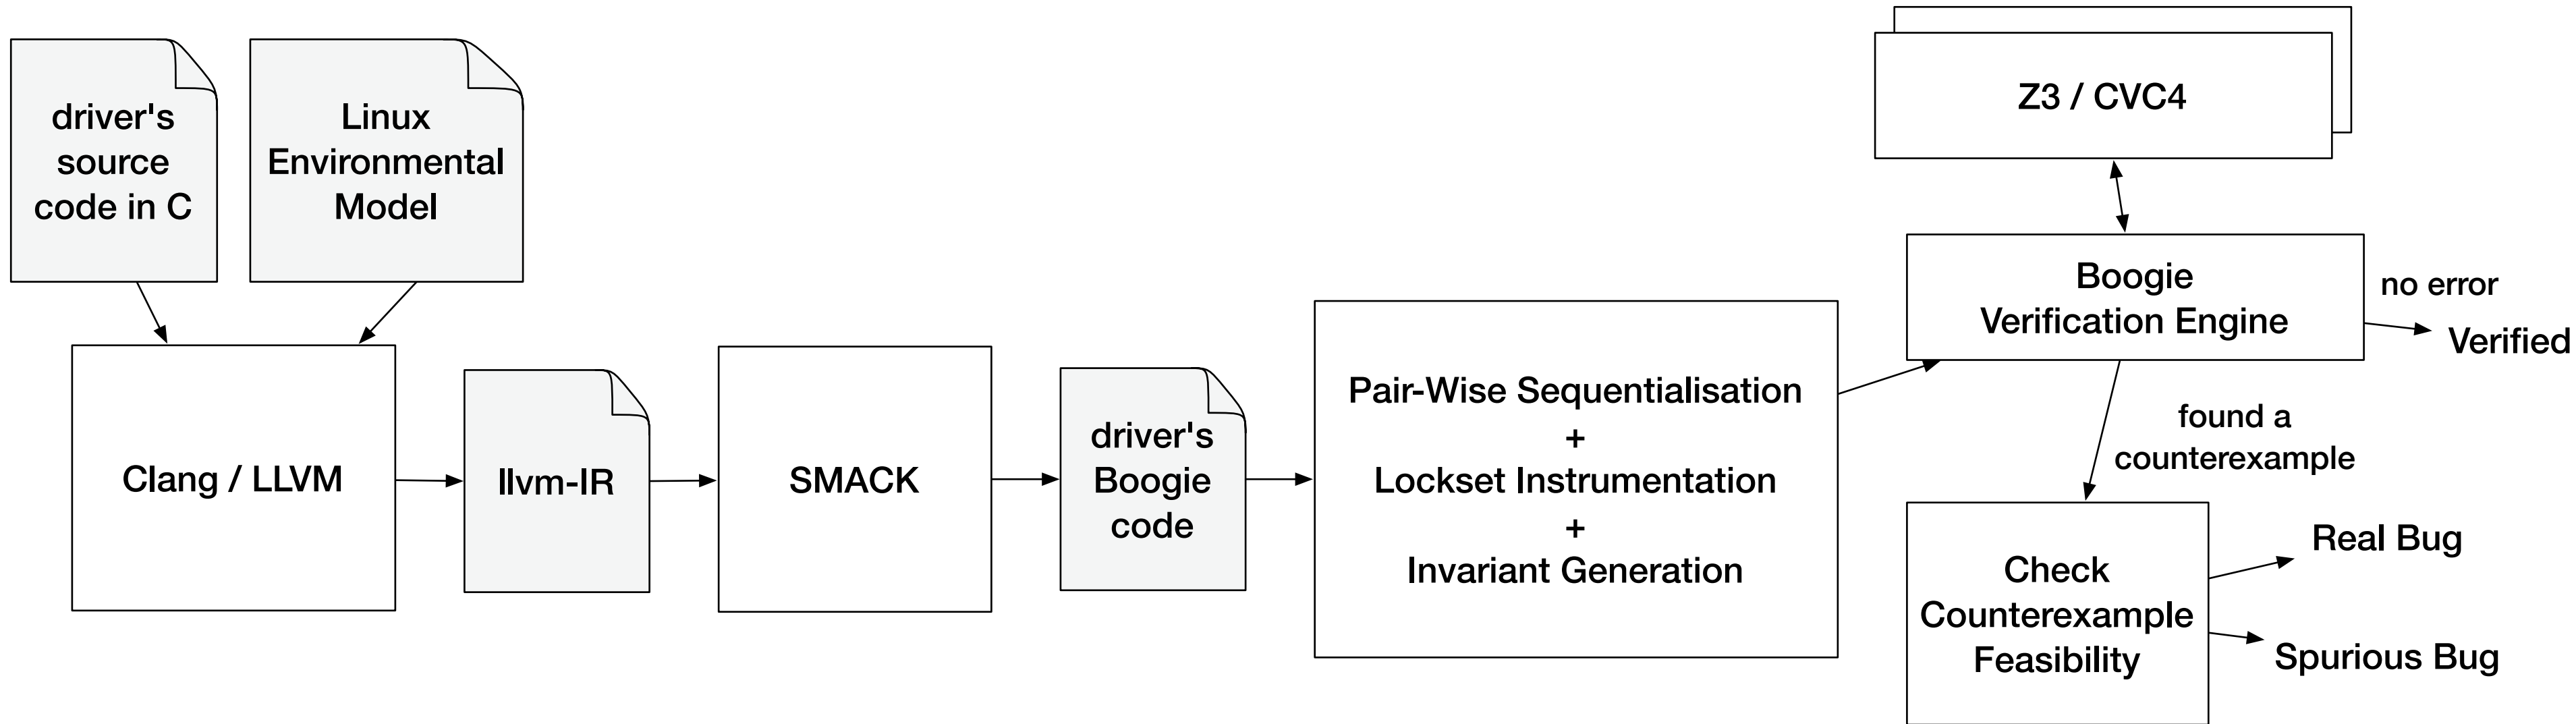 driver's
source
code in C
Linux
Environmental
Model
Clang / LLVM
llvm-IR
SMACK
driver's
Boogie
code
Pair-Wise Sequentialisation
+
Lockset Instrumentation
+
Invariant Generation
Z3 / CVC4
Boogie
Verification Engine
no error
Verified
found a
counterexample
Check
Counterexample
Feasibility
Real Bug
Spurious Bug